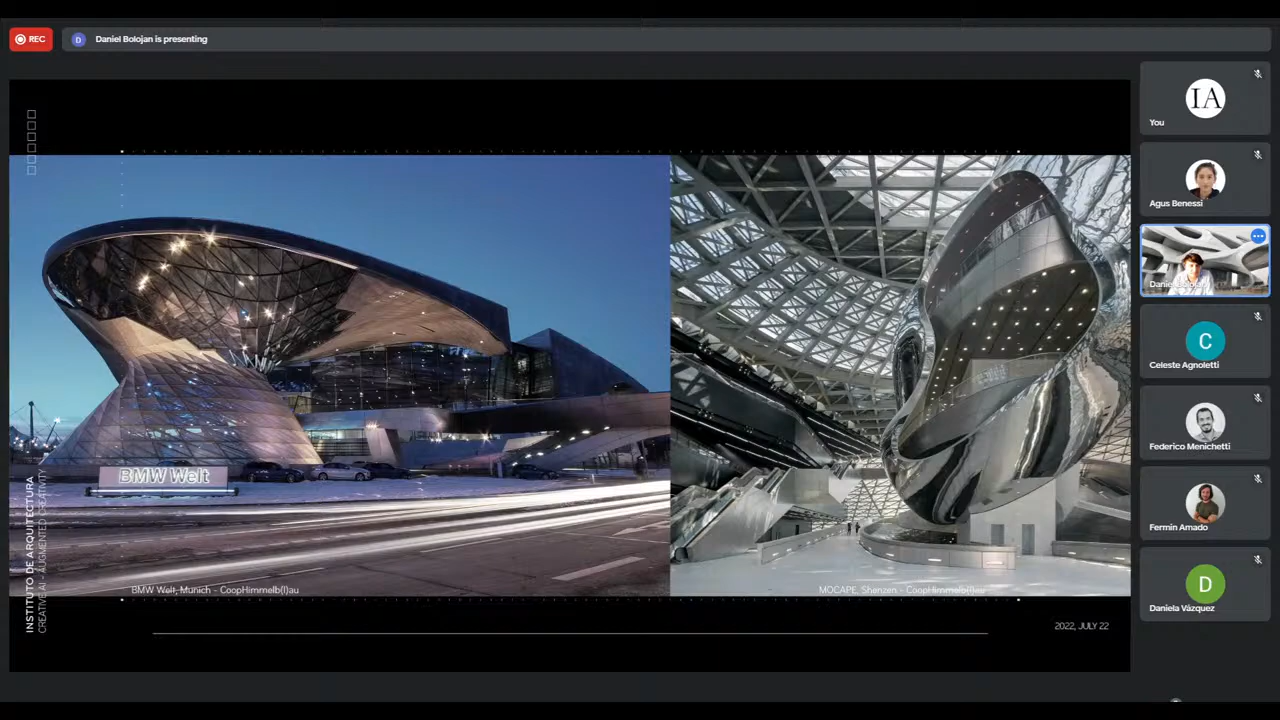 REC
D
Daniel Bolojan is presenting
IA
You
Agus Benessi
Daniel Bolojan
C
Celeste Agnoletti
Federico Menichetti
Fermin Amado
D
Daniela Vázquez
BMW Welt
INSTITUTO DE ARQUITECTURA
CREATIVE AI - AUGMENTED CREATIVITY
BMW Welt, Munich - CoopHimmelb(l)au
MOCAPE, Shenzen - CoopHimmelb(l)au
2022, JULY 22